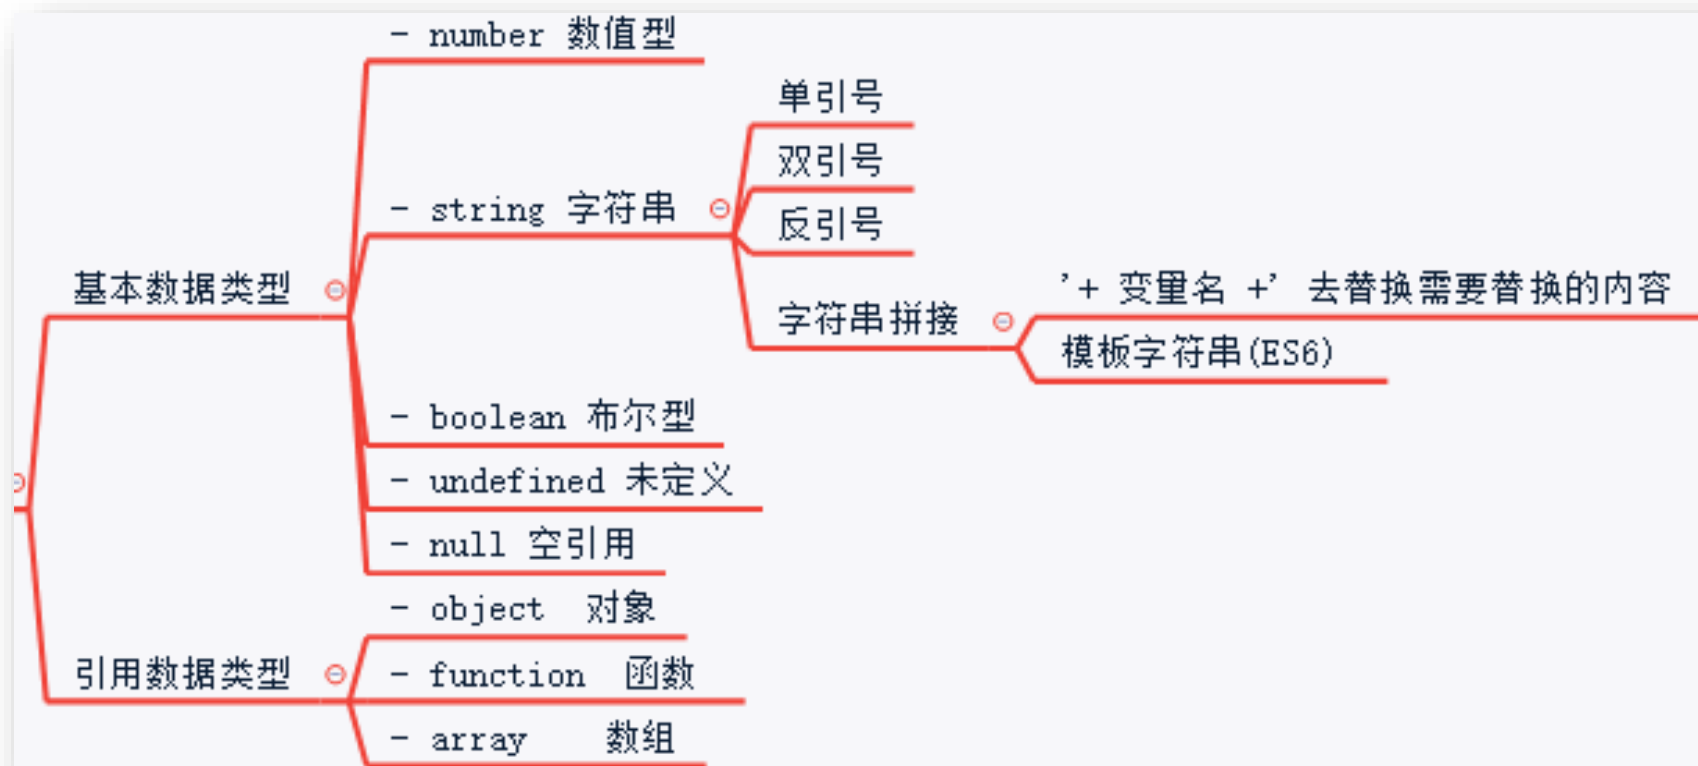 - number 数值型
单引号
双引号
- string 字符串
反引号
基本数据类型
'+ 变量名 +' 去替换需要替换的内容
字符串拼接
模板字符串(ES6)
- boolean 布尔型
- undefined 未定义
- null 空引用
- object 对象
引用数据类型
- function 函数
- array 数组